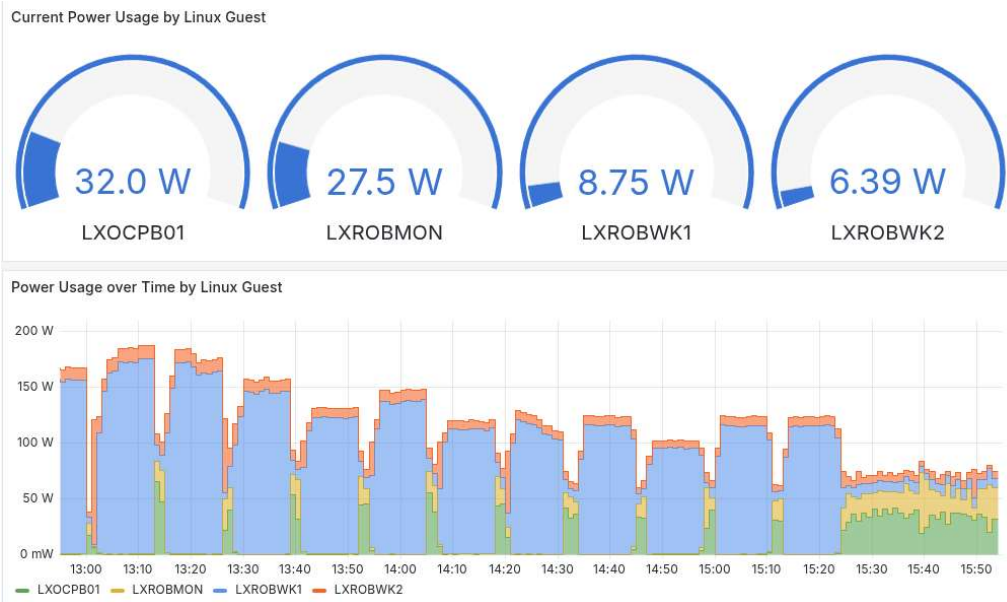 Current Power Usage by Linux Guest
32.0 W 27.5 W 8.75 W 6.39 W
LXOCPB01 LXROBMON LXROBWK1 LXROBWK2
Power Usage over Time by Linux Guest
200 W
150 W
100 W
50 W
0 mW
13:00 13:10 13:20 13:30 13:40 13:50 14:00 14:10 14:20 14:30 14:40 14:50 15:00 15:10 15:20 15:30 15:40 15:50
LXOCPB01 LXROBMON LXROBWK1 LXROBWK2